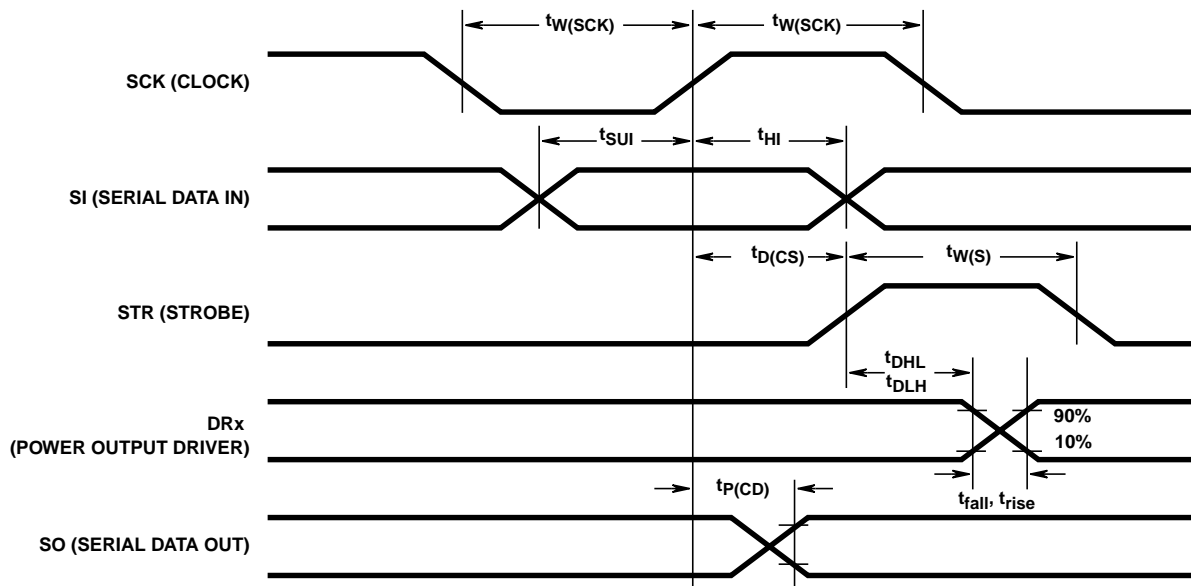 tW(SCK) tW(SCK)
SCK (CLOCK)
tSUI tHI
SI (SERIAL DATA IN)
tD(CS) tW(S)
STR (STROBE)
tDHL
tDLH
DRx
(POWER OUTPUT DRIVER)
90%
10%
tP(CD)
tfall, trise
SO (SERIAL DATA OUT)